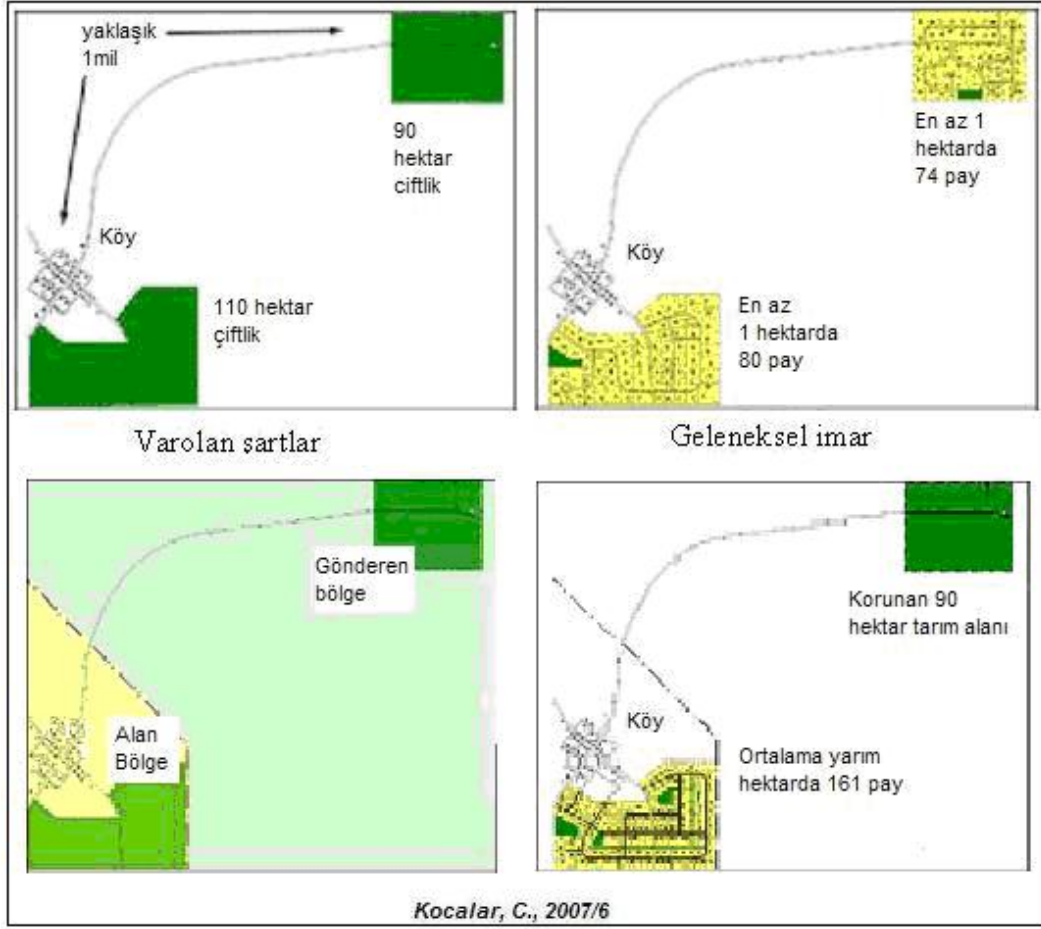 yaklaşık
1mil
90
hektar
ciftlik
Köy
110 hektar
çiftlik
Varolan şartlar
En az 1
hektarda
74 pay
Köy
En az
1 hektarda
80 pay
Geleneksel imar
Gönderen
bölge
Alan
Bölge
Korunan 90
hektar tarım alanı
Köy
Ortalama yarım
hektarda 161 pay
Kocalar, C., 2007/6